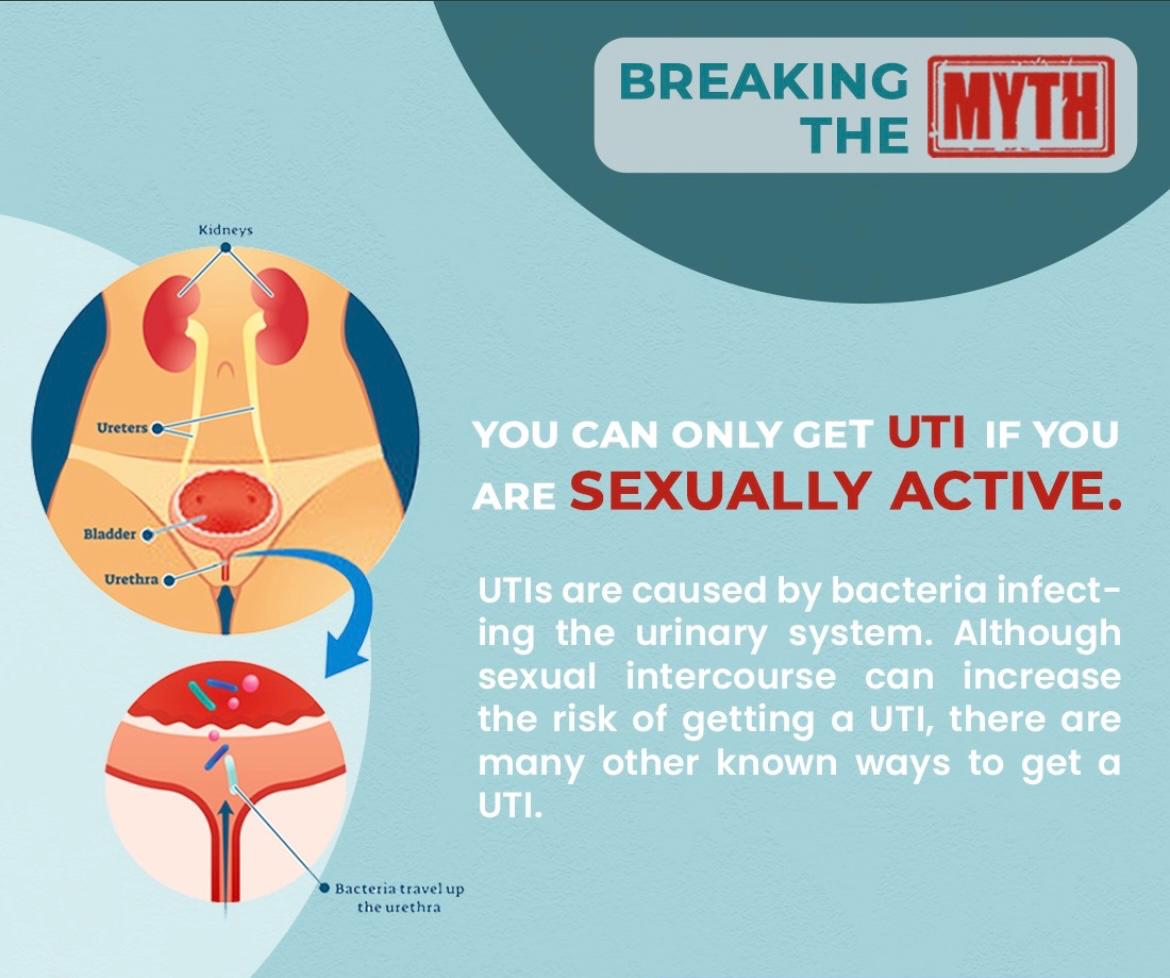 BREAKING
THE MYTH
Kidneys
Ureters
Bladder
Urethra
YOU CAN ONLY GET UTI IF YOU
ARE SEXUALLY ACTIVE.
UTIs are caused by bacteria infect-
ing the urinary system. Although
sexual intercourse can increase
the risk of getting a UTI, there are
many other known ways to get a
UTI.
Bacteria travel up
the urethra